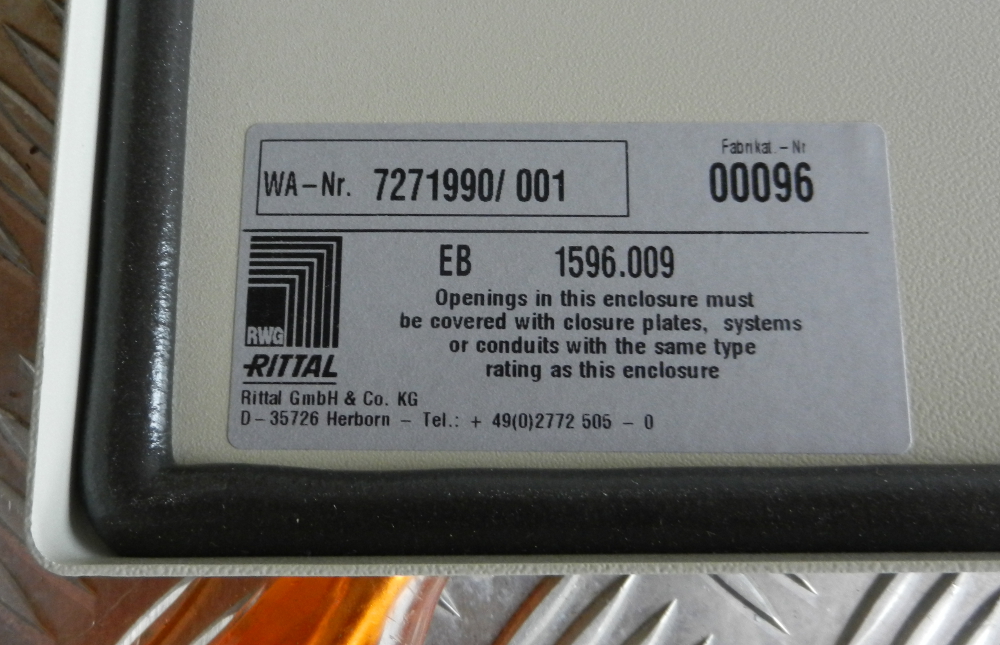 WA-Nr. 7271990/ 001
Fabrikat.-Nr
00096
EB 1596.009
Openings in this enclosure must
be covered with closure plates, systems
or conduits with the same type
rating as this enclosure
RWG
RITTAL
Rittal GmbH & Co. KG
D-35726 Herborn - Tel.: + 49(0)2772 505 - 0